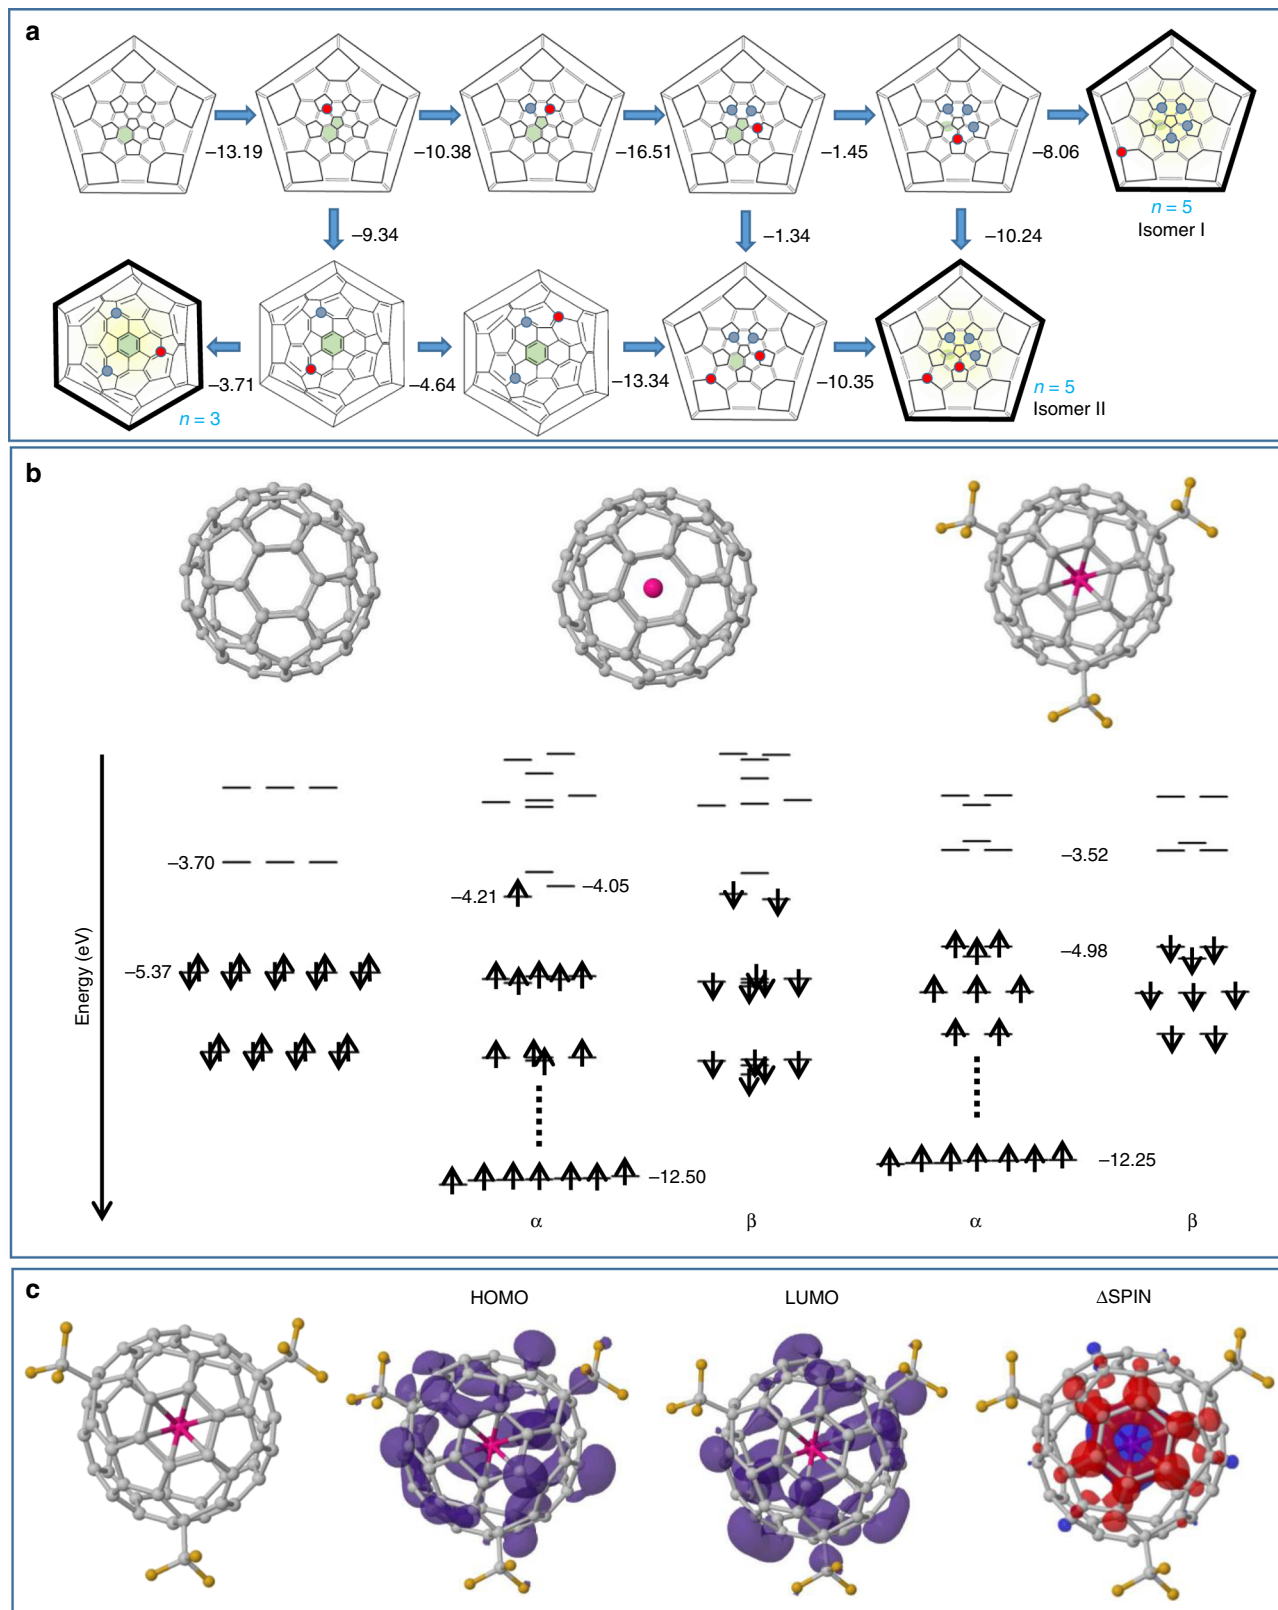 a
–13.19
–10.38
–16.51
–1.45
–8.06
n = 5
Isomer I
–9.34
–1.34
–10.24
–3.71
–4.64
–13.34
–10.35
n = 3
n = 5
Isomer II
b
Energy (eV)
–3.70
–5.37
–4.21
–4.05
–12.50
–3.52
–4.98
–12.25
α
β
α
β
c
HOMO
LUMO
ΔSPIN